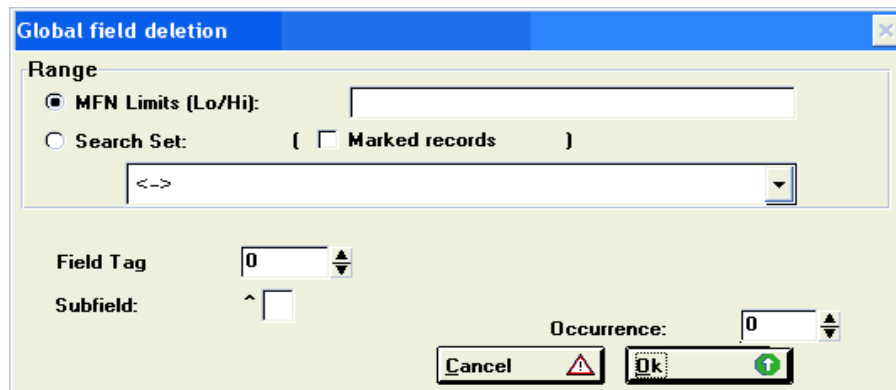 Global field deletion
Range
MFN Limits (Lo/Hi):
Search Set: ( Marked records )
<->
Field Tag 0
Subfield: ^
Occurrence: 0
Cancel Ok